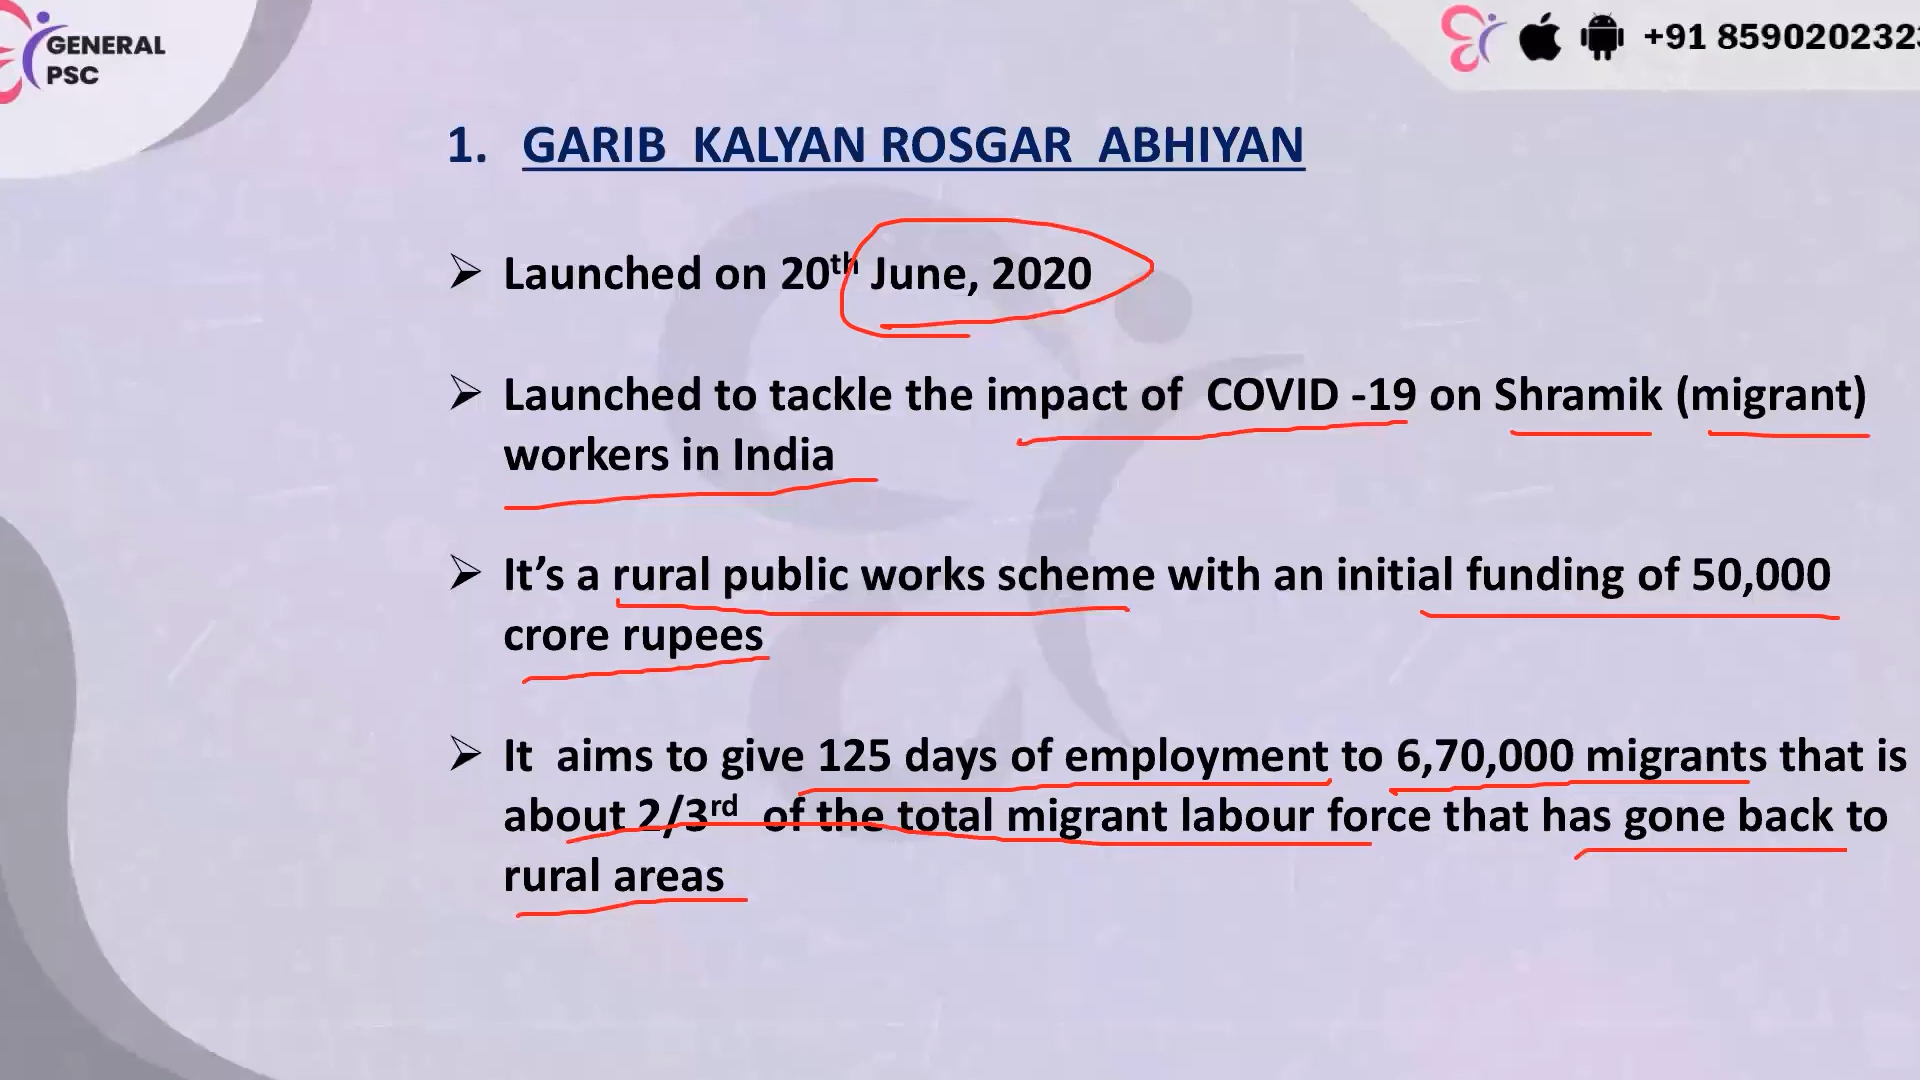 GENERAL
PSC
+91 859020232
1. GARIB KALYAN ROSGAR ABHIYAN
➢ Launched on 20th June, 2020
➢ Launched to tackle the impact of COVID -19 on Shramik (migrant)
workers in India
➢ It’s a rural public works scheme with an initial funding of 50,000
crore rupees
➢ It aims to give 125 days of employment to 6,70,000 migrants that is
about 2/3rd of the total migrant labour force that has gone back to
rural areas